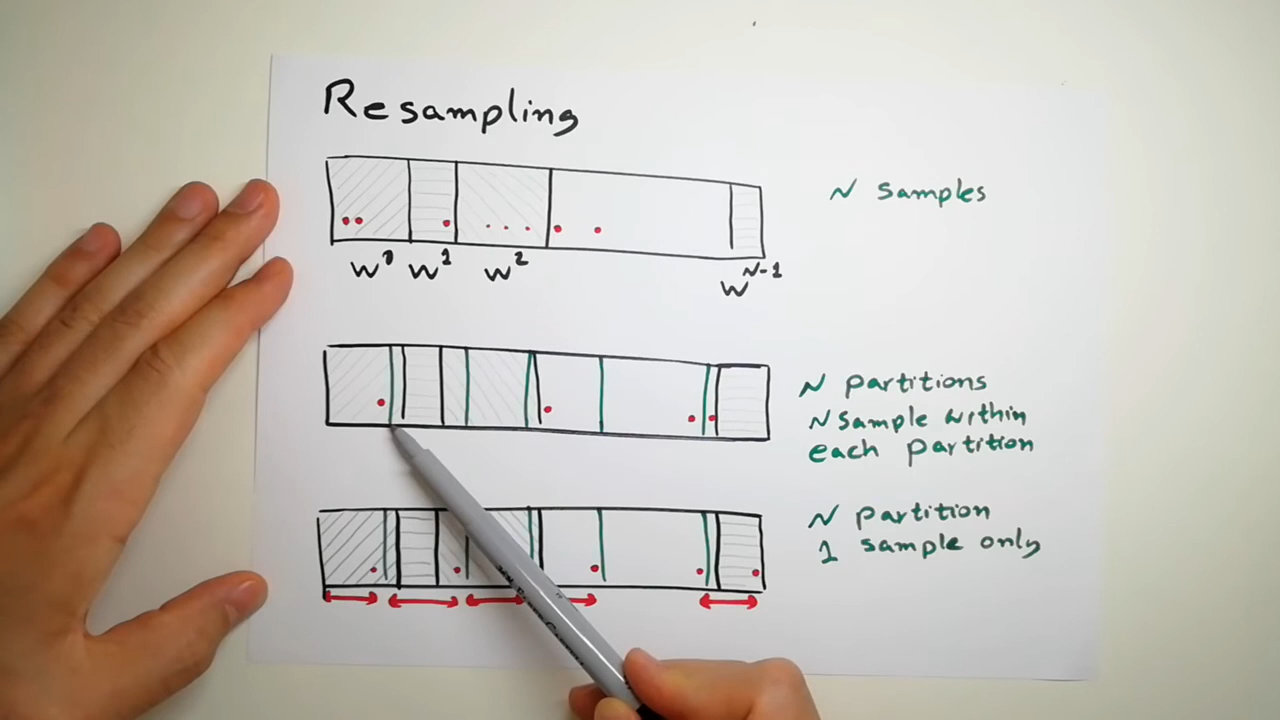 Resampling
N samples
W⁰ W¹ W²
W^N-1
N partitions
N sample within
each partition
N partition
1 sample only